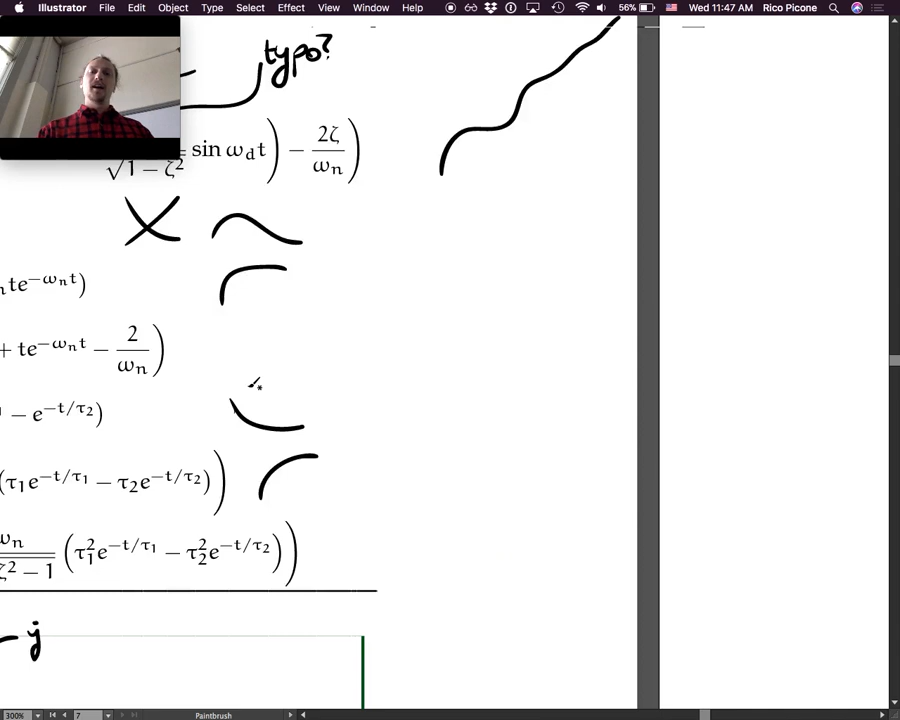 Illustrator File Edit Object Type Select Effect View Window Help 56% Wed 11:47 AM Rico Picone
typo?
√1 − ζ² sin ω_d t) − 2ζ/ω_n)
n te^{−ω_n t})
+ te^{−ω_n t} − 2/ω_n)
− e^{−t/τ₂})
(τ₁e^{−t/τ₁} − τ₂e^{−t/τ₂}))
ω_n/√ζ² − 1 (τ₁²e^{−t/τ₁} − τ₂²e^{−t/τ₂}))
ẏ
300% 7 Paintbrush